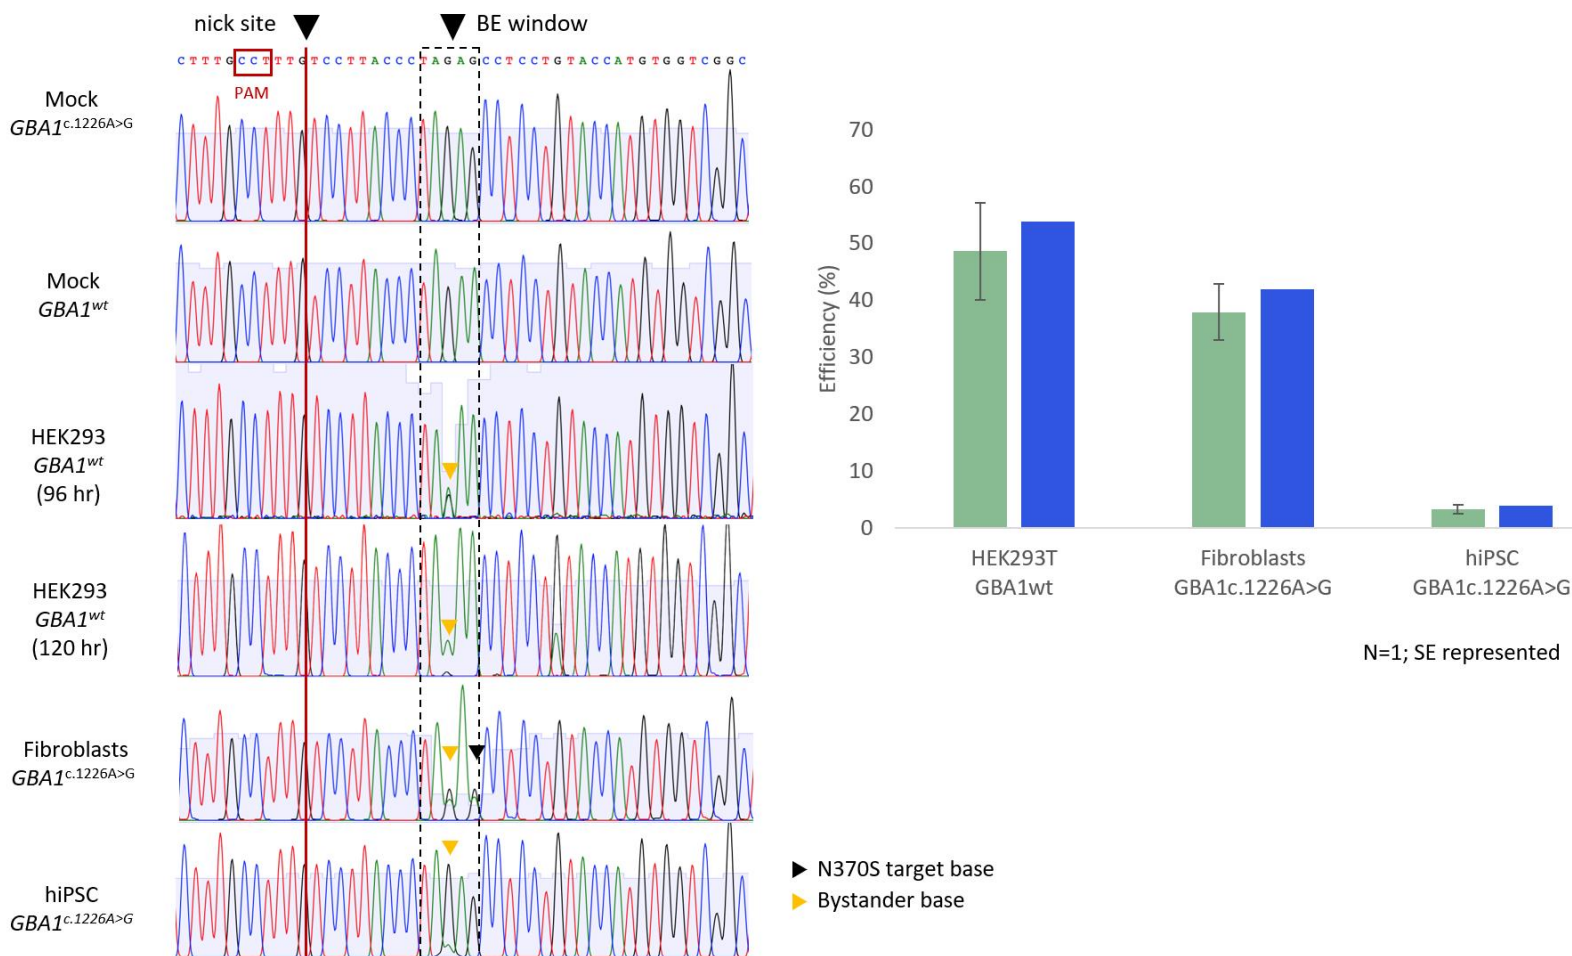 nick site
BE window
CTTTGCCTTTGTCCTTACCCTAGAGCCTCCTGTACCATGTGGTCGGC
PAM
Mock
GBA1c.1226A>G
Mock
GBA1wt
HEK293
GBA1wt
(96 hr)
HEK293
GBA1wt
(120 hr)
Fibroblasts
GBA1c.1226A>G
hiPSC
GBA1c.1226A>G
Efficiency (%)
70
60
50
40
30
20
10
0
HEK293T
GBA1wt
Fibroblasts
GBA1c.1226A>G
hiPSC
GBA1c.1226A>G
N=1; SE represented
N370S target base
Bystander base